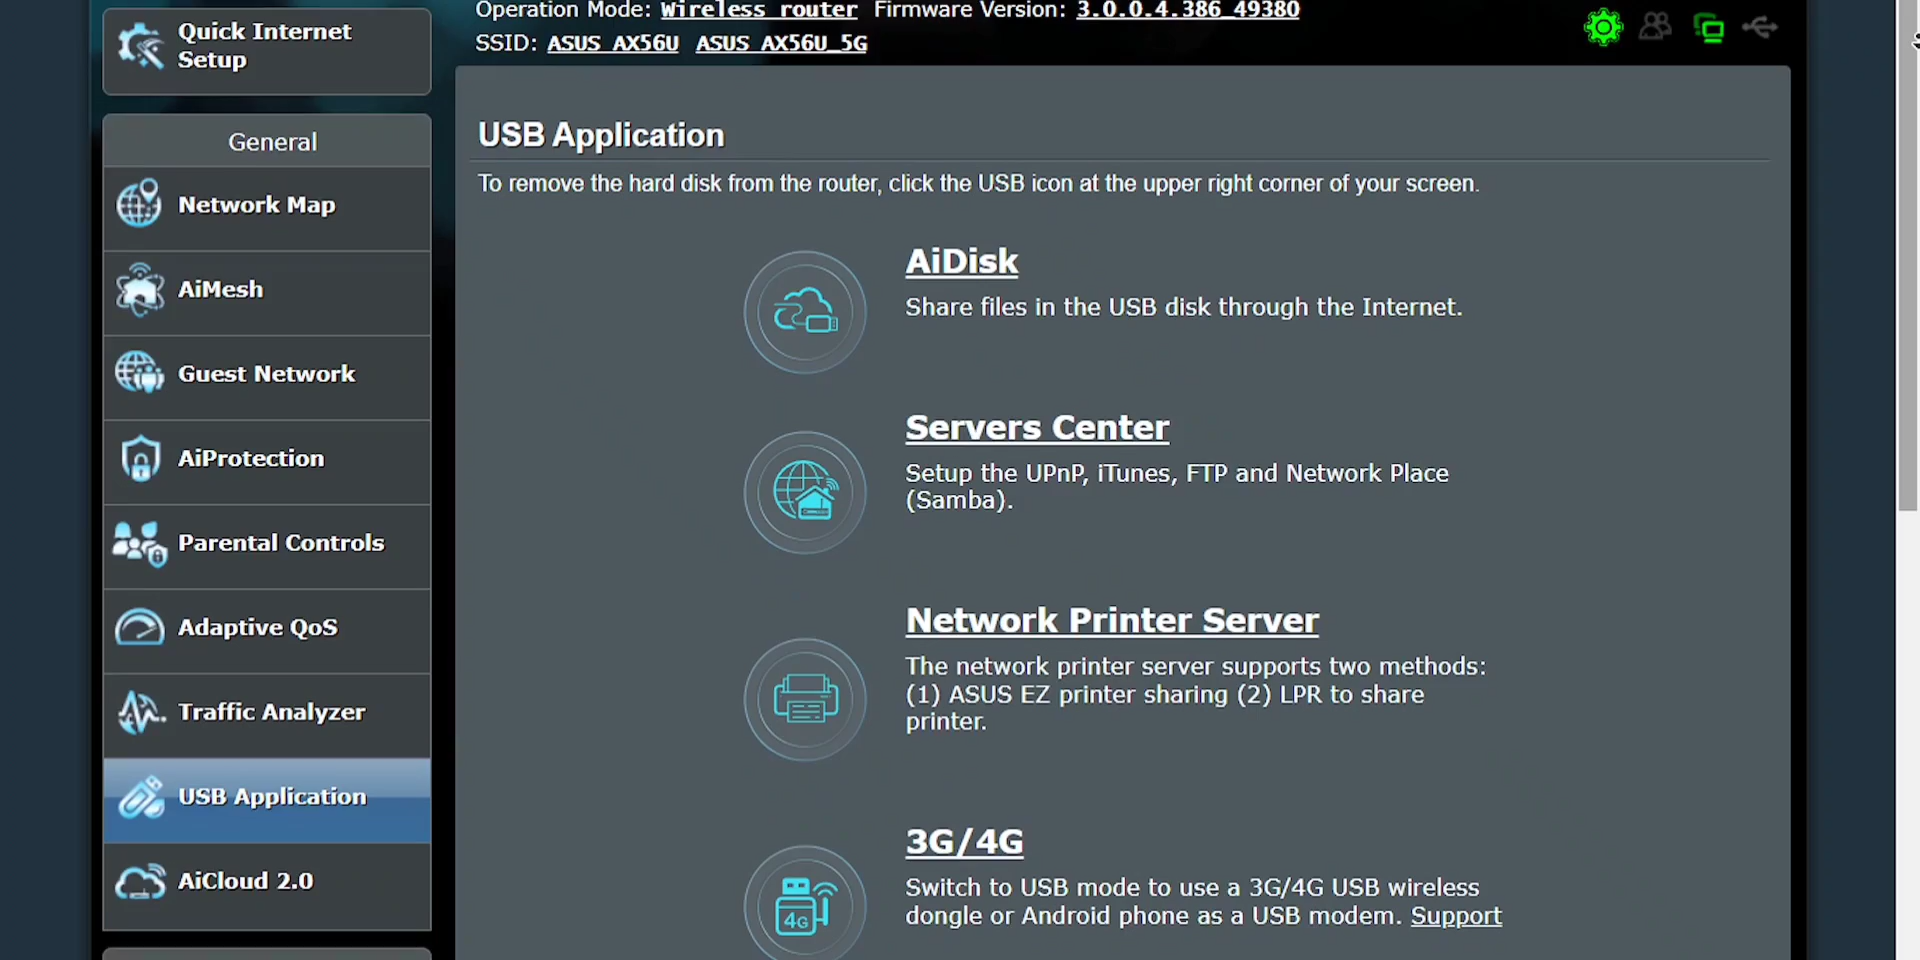 Quick Internet
Setup
General
Network Map
AiMesh
Guest Network
AiProtection
Parental Controls
Adaptive QoS
Traffic Analyzer
USB Application
AiCloud 2.0
Operation Mode: Wireless router Firmware Version: 3.0.0.4.386_49380
SSID: ASUS_AX56U ASUS_AX56U_5G
USB Application
To remove the hard disk from the router, click the USB icon at the upper right corner of your screen.
AiDisk
Share files in the USB disk through the Internet.
Servers Center
Setup the UPnP, iTunes, FTP and Network Place
(Samba).
Network Printer Server
The network printer server supports two methods:
(1) ASUS EZ printer sharing (2) LPR to share
printer.
3G/4G
4G
Switch to USB mode to use a 3G/4G USB wireless
dongle or Android phone as a USB modem. Support